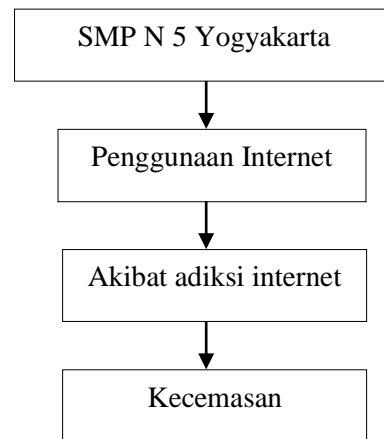 SMP N 5 Yogyakarta
Penggunaan Internet
Akibat adiksi internet
Kecemasan